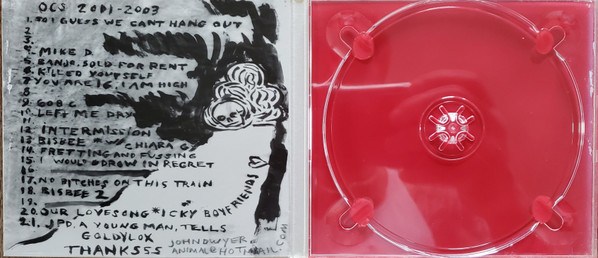 OCS 2001-2003
1. SO I GUESS WE CANT HANG OUT
2.
3.
4. MIKE D
5. BANJO SOLD FOR RENT
6. KILLED YOURSELF
7. YOU ARE 16, I AM HIGH
8
9. GOB C
10. LEFT ME DRY
11.
12. INTERMISSION
13. BISBEE * W/ CHIARA G
14. FRETTING AND FUSSING
15. I WOULD DROW IN REGRET
16
17. NO BITCHES ON THIS TRAIN
18. BISBEE 2
19.
20. OUR LOVESONG * ICKY BOYFRIENDS
21. JPD, A YOUNG MAN, TELLS
GOLDYLOX
THANKSSS
JOHNDWYER
ANIMAL@HOTMAIL.COM